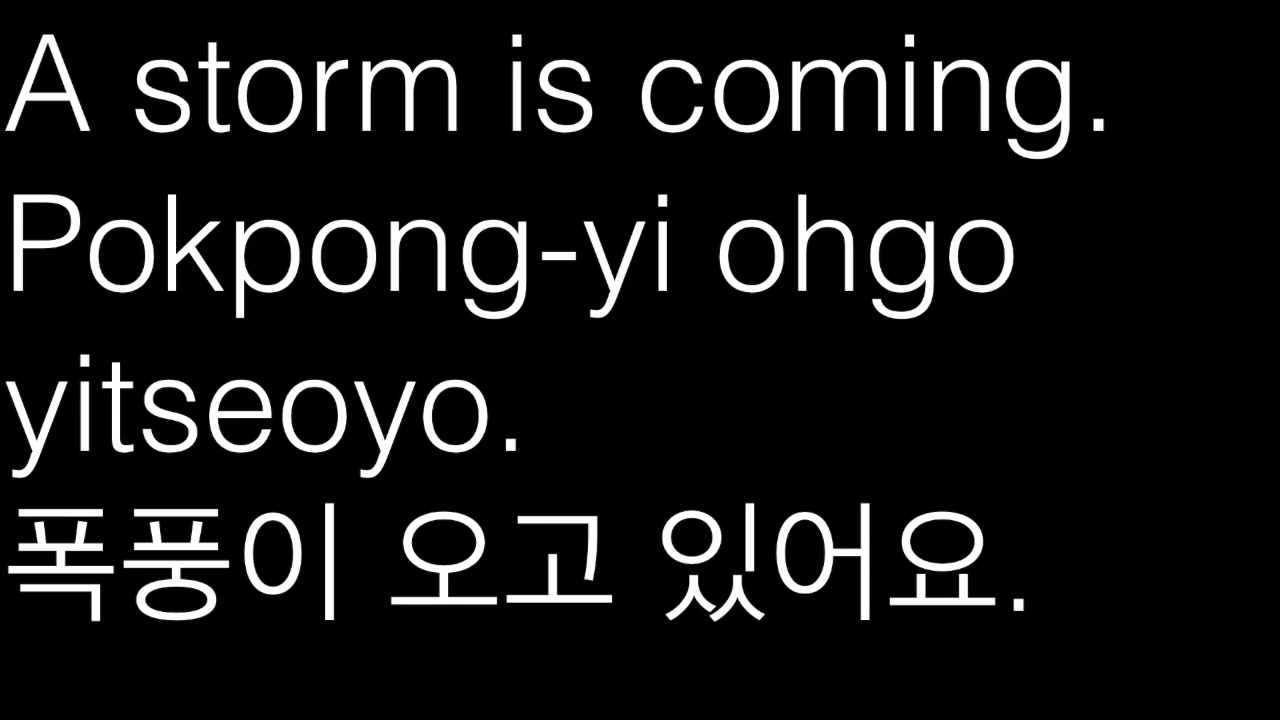 A storm is coming.
Pokpong-yi ohgo
yitseoyo.
폭풍이 오고 있어요.